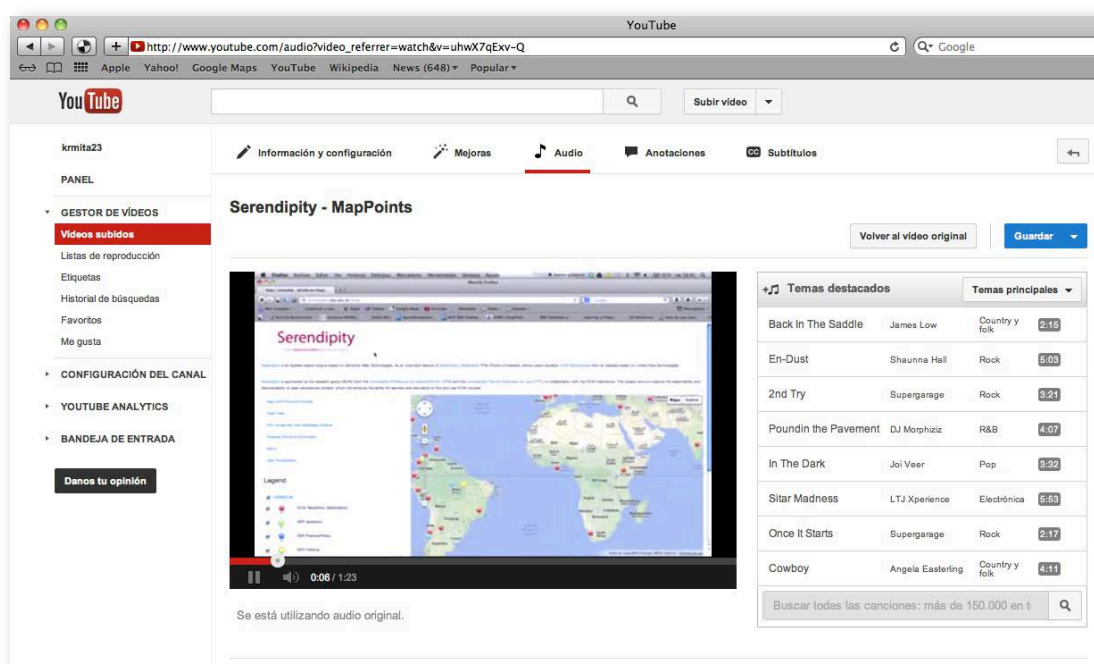 YouTube
http://www.youtube.com/audio?video_referrer=watch&v=uhwX7qExv-Q
Google
Apple Yahoo! Google Maps YouTube Wikipedia News (648) Popular
YouTube
Subir vídeo
krmita23
PANEL
GESTOR DE VÍDEOS
Vídeos subidos
Listas de reproducción
Etiquetas
Historial de búsquedas
Favoritos
Me gusta
CONFIGURACIÓN DEL CANAL
YOUTUBE ANALYTICS
BANDEJA DE ENTRADA
Danos tu opinión
Información y configuración Mejoras Audio Anotaciones CC Subtítulos
Serendipity - MapPoints
Volver al vídeo original Guardar
Serendipity
Legend
0:06 / 1:23
Se está utilizando audio original.
Temas destacados Temas principales
Back In The Saddle James Low Country y folk 2:15
En-Dust Shaunna Hall Rock 5:03
2nd Try Supergarage Rock 3:21
Poundin the Pavement DJ Morphiziz R&B 4:07
In The Dark Joi Veer Pop 3:32
Sitar Madness LTJ Xperience Electrónica 5:53
Once It Starts Supergarage Rock 2:17
Cowboy Angela Easterling Country y folk 4:11
Buscar todas las canciones: más de 150.000 en t